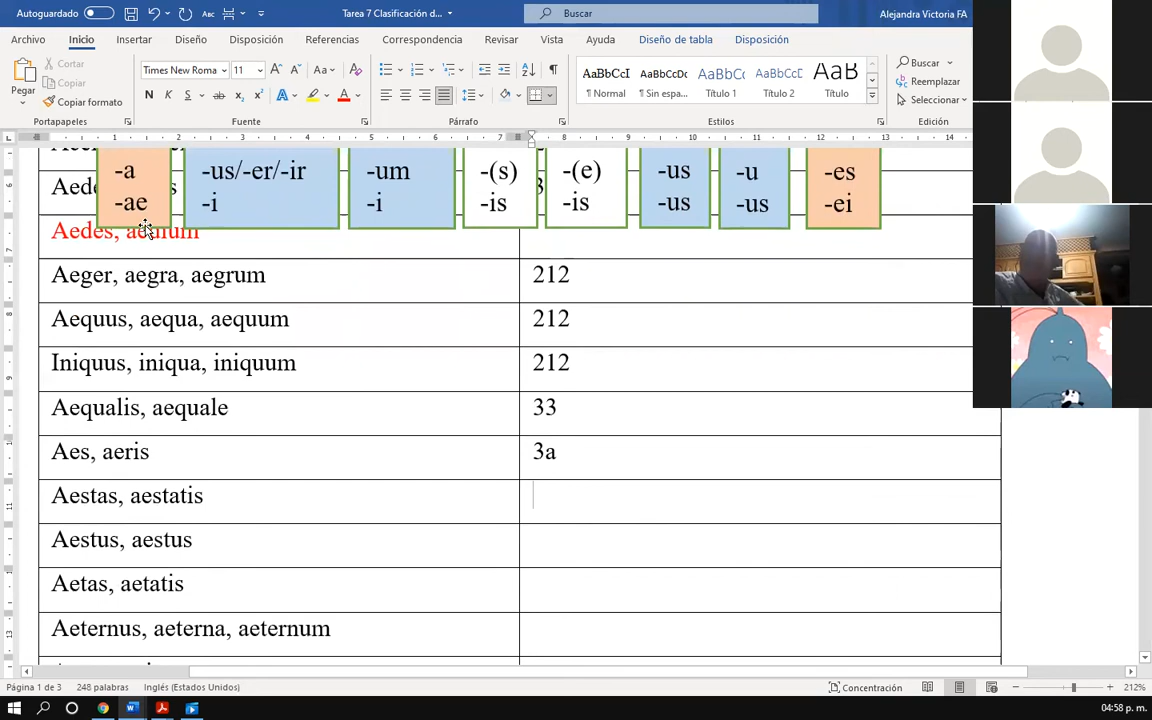 Autoguardado
Tarea 7 Clasificación d...
Buscar
Alejandra Victoria FA
Archivo
Inicio
Insertar
Diseño
Disposición
Referencias
Correspondencia
Revisar
Vista
Ayuda
Diseño de tabla
Disposición
Pegar
Cortar
Copiar
Copiar formato
Portapapeles
Times New Roma
11
Fuente
Párrafo
AaBbCcI
¶ Normal
AaBbCcDc
¶ Sin espa...
AaBbCc
Título 1
AaBbCcD
Título 2
AaB
Título
Estilos
Buscar
Reemplazar
Seleccionar
Edición
-a
-ae
-us/-er/-ir
-i
-um
-i
-(s)
-is
-(e)
-is
-us
-us
-u
-us
-es
-ei
Aedes, aedium
Aeger, aegra, aegrum 212
Aequus, aequa, aequum 212
Iniquus, iniqua, iniquum 212
Aequalis, aequale 33
Aes, aeris 3a
Aestas, aestatis
Aestus, aestus
Aetas, aetatis
Aeternus, aeterna, aeternum
Página 1 de 3
248 palabras
Inglés (Estados Unidos)
Concentración
212%
04:58 p. m.